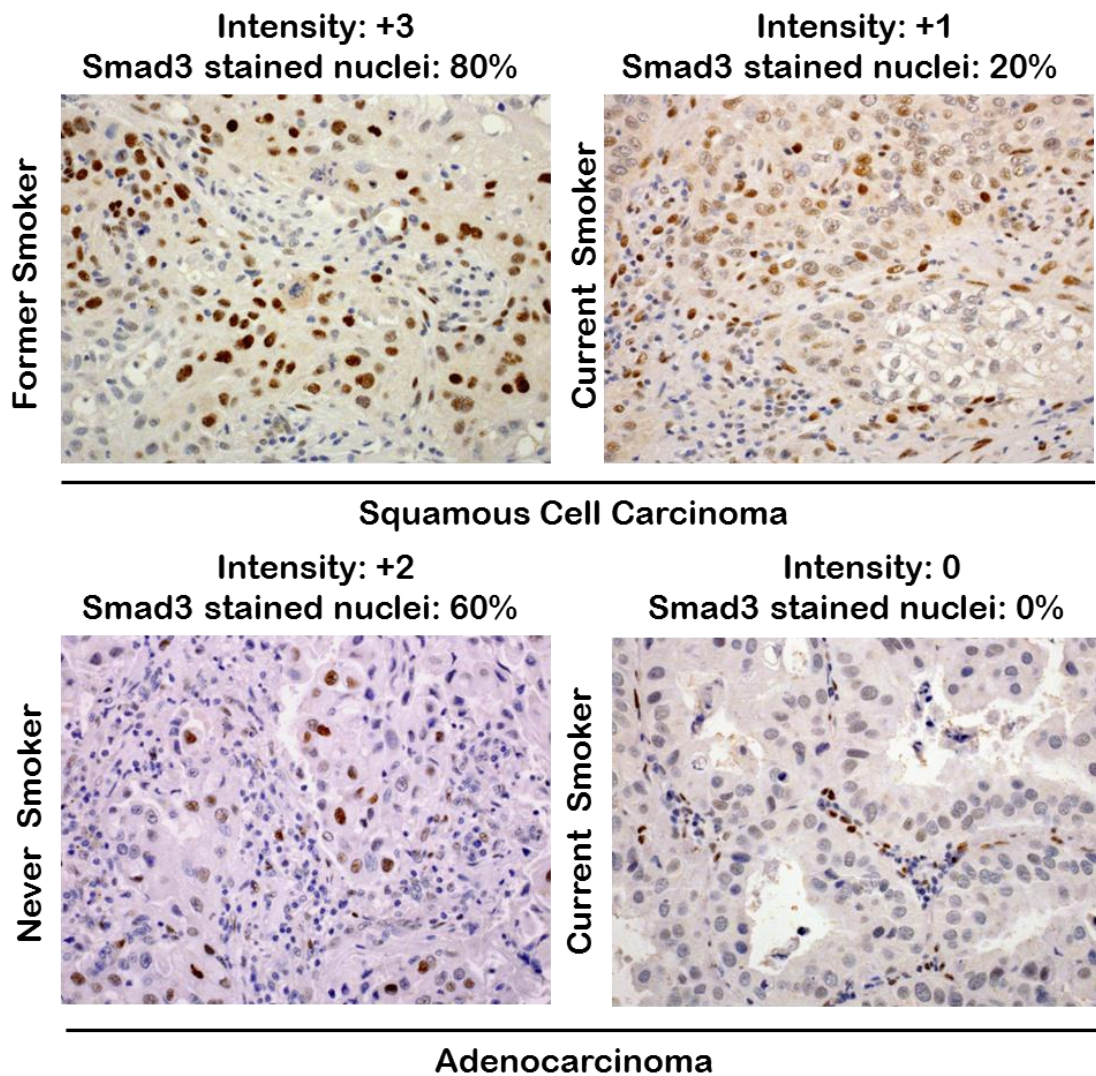 Intensity: +3
Smad3 stained nuclei: 80%
Intensity: +1
Smad3 stained nuclei: 20%
Former Smoker
Current Smoker
Squamous Cell Carcinoma
Intensity: +2
Smad3 stained nuclei: 60%
Intensity: 0
Smad3 stained nuclei: 0%
Never Smoker
Current Smoker
Adenocarcinoma